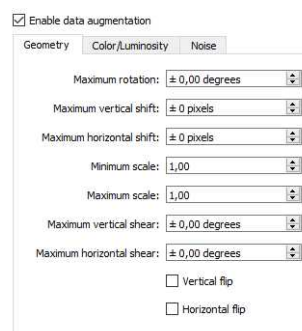 Enable data augmentation
Geometry Color/Luminosity Noise
Maximum rotation: ± 0,00 degrees
Maximum vertical shift: ± 0 pixels
Maximum horizontal shift: ± 0 pixels
Minimum scale: 1,00
Maximum scale: 1,00
Maximum vertical shear: ± 0,00 degrees
Maximum horizontal shear: ± 0,00 degrees
Vertical flip
Horizontal flip